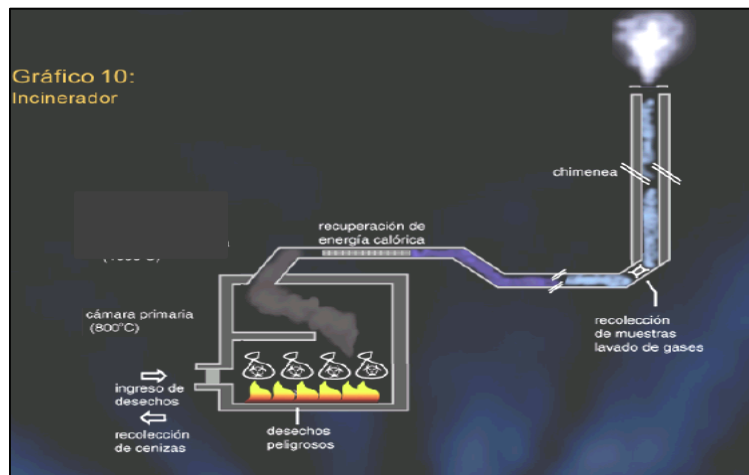 Gráfico 10:
Incinerador
chimenea
recuperación de
energía calórica
cámara primaria
(800°C)
recolección
de muestras
lavado de gases
ingreso de
desechos
recolección
de cenizas
desechos
peligrosos